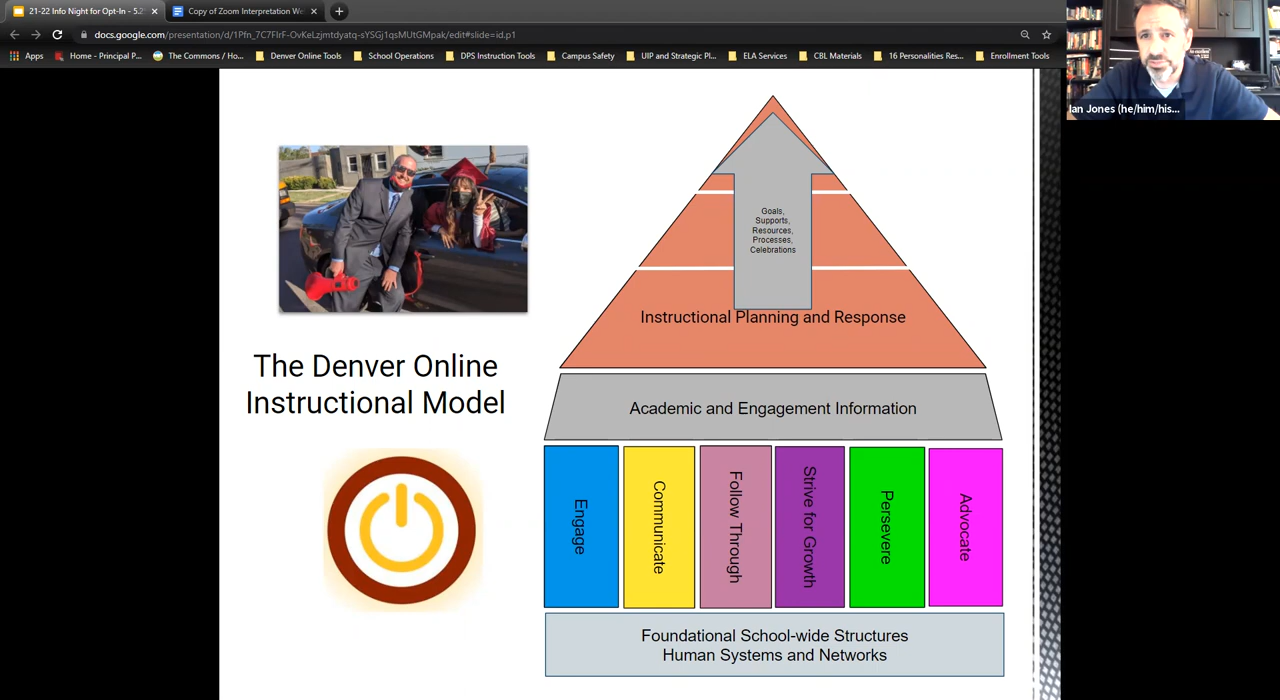 21-22 Info Night for Opt-In - 5.2
Copy of Zoom Interpretation We
docs.google.com/presentation/d/1Pfn_7C7FIrF-OvKeLzjmtdyatq-sYSGj1qsMUtGMpak/edit#slide=id.p1
Apps
Home - Principal P...
The Commons / Ho...
Denver Online Tools
School Operations
DPS Instruction Tools
Campus Safety
UIP and Strategic Pl...
ELA Services
CBL Materials
16 Personalities Res...
Enrollment Tools
Ian Jones (he/him/his...
Goals,
Supports,
Resources,
Processes,
Celebrations
Instructional Planning and Response
The Denver Online
Instructional Model
Academic and Engagement Information
Engage
Communicate
Follow Through
Strive for Growth
Persevere
Advocate
Foundational School-wide Structures
Human Systems and Networks